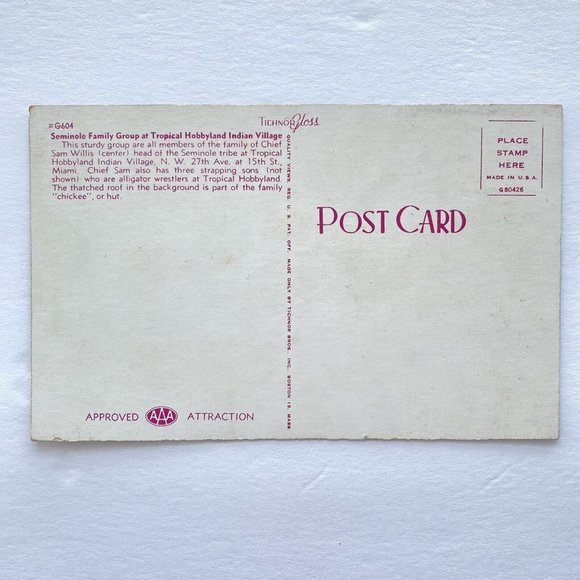 #G604
Seminole Family Group at Tropical Hobbyland Indian Village
This sturdy group are all members of the family of Chief
Sam Willis (center) head of the Seminole tribe at Tropical
Hobbyland Indian Village, N. W. 27th Ave. at 15th St.,
Miami. Chief Sam also has three strapping sons (not
shown) who are alligator wrestlers at Tropical Hobbyland.
The thatched roof in the background is part of the family
"chickee", or hut.
APPROVED AAA ATTRACTION
TICHNOR Gloss
QUALITY VIEWS, REG. U. S. PAT. OFF. MADE ONLY BY TICHNOR BROS. INC., BOSTON 15, MASS.
POST CARD
PLACE
STAMP
HERE
MADE IN U.S.A.
G80426